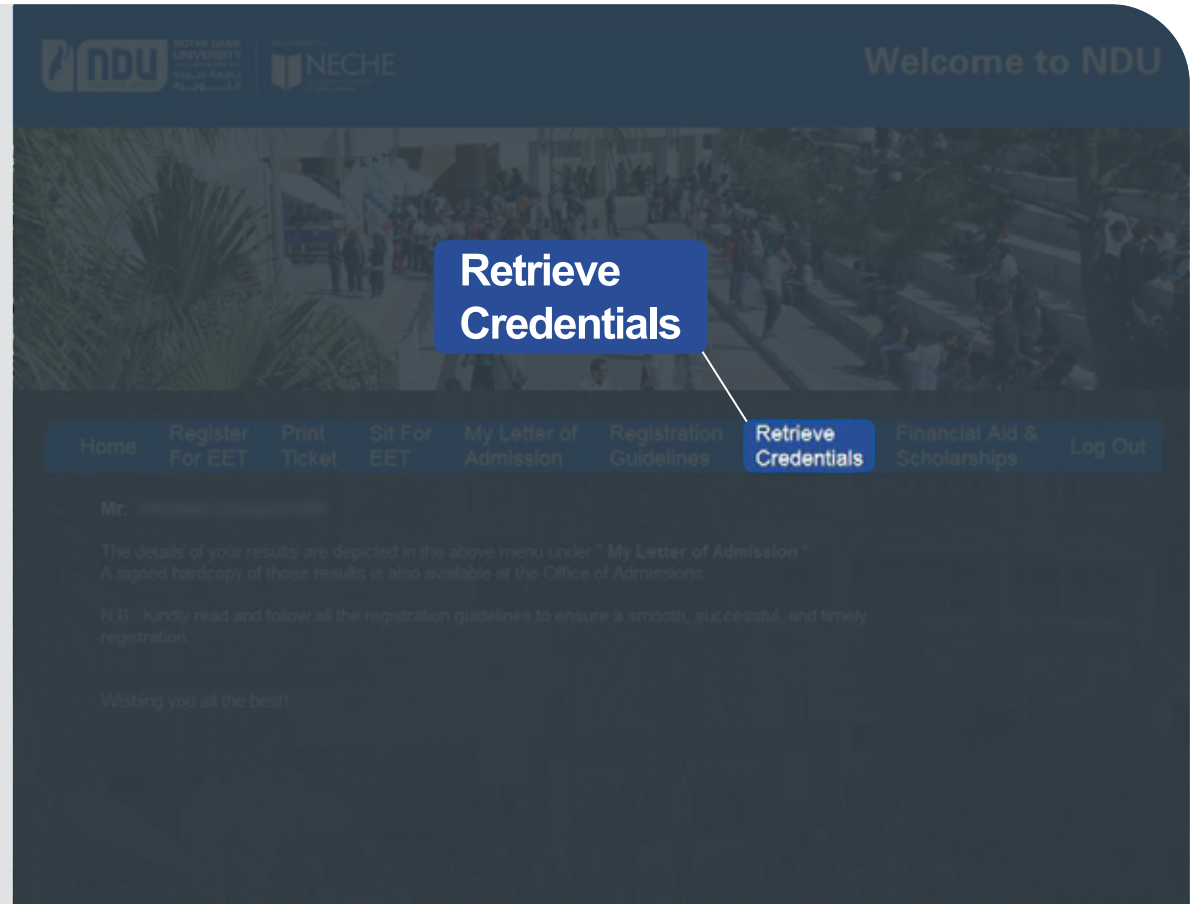 NDU
NOTRE DAME
UNIVERSITY
NECHE
Welcome to NDU
Retrieve
Credentials
Home
Register
For EET
Print
Ticket
Sit For
EET
My Letter of
Admission
Registration
Guidelines
Retrieve
Credentials
Financial Aid &
Scholarships
Log Out
Mr.
The details of your results are depicted in the above menu under " My Letter of Admission ".
A signed hardcopy of those results is also available at the Office of Admissions.
N.B.: Kindly read and follow all the registration guidelines to ensure a smooth, successful, and timely
registration.
Wishing you all the best!